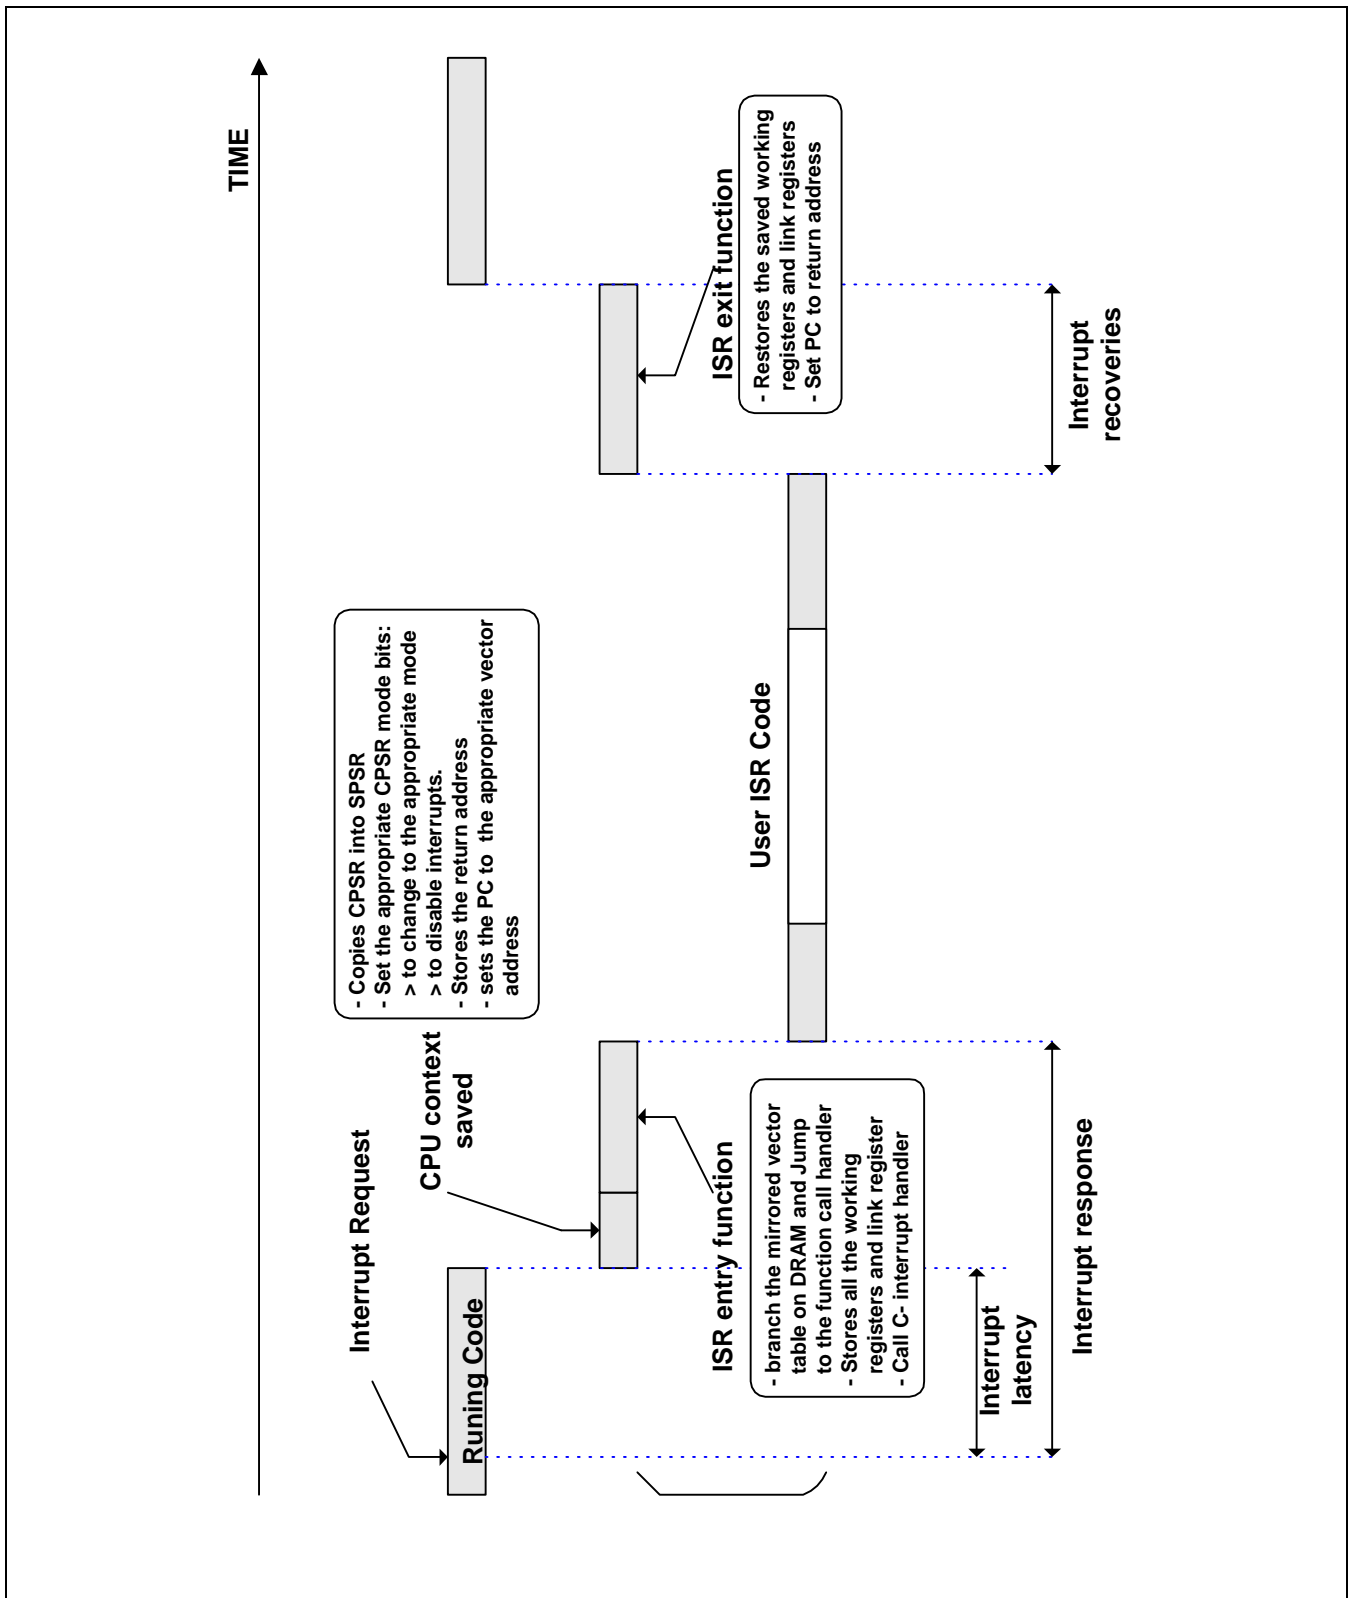 TIME
Interrupt Request
CPU context
saved
- Copies CPSR into SPSR
- Set the appropriate CPSR mode bits:
> to change to the appropriate mode
> to disable interrupts.
- Stores the return address
- sets the PC to the appropriate vector
address
Runing Code
ISR entry function
- branch the mirrored vector
table on DRAM and Jump
to the function call handler
- Stores all the working
registers and link register
- Call C- interrupt handler
User ISR Code
ISR exit function
- Restores the saved working
registers and link registers
- Set PC to return address
Interrupt
latency
Interrupt response
Interrupt
recoveries